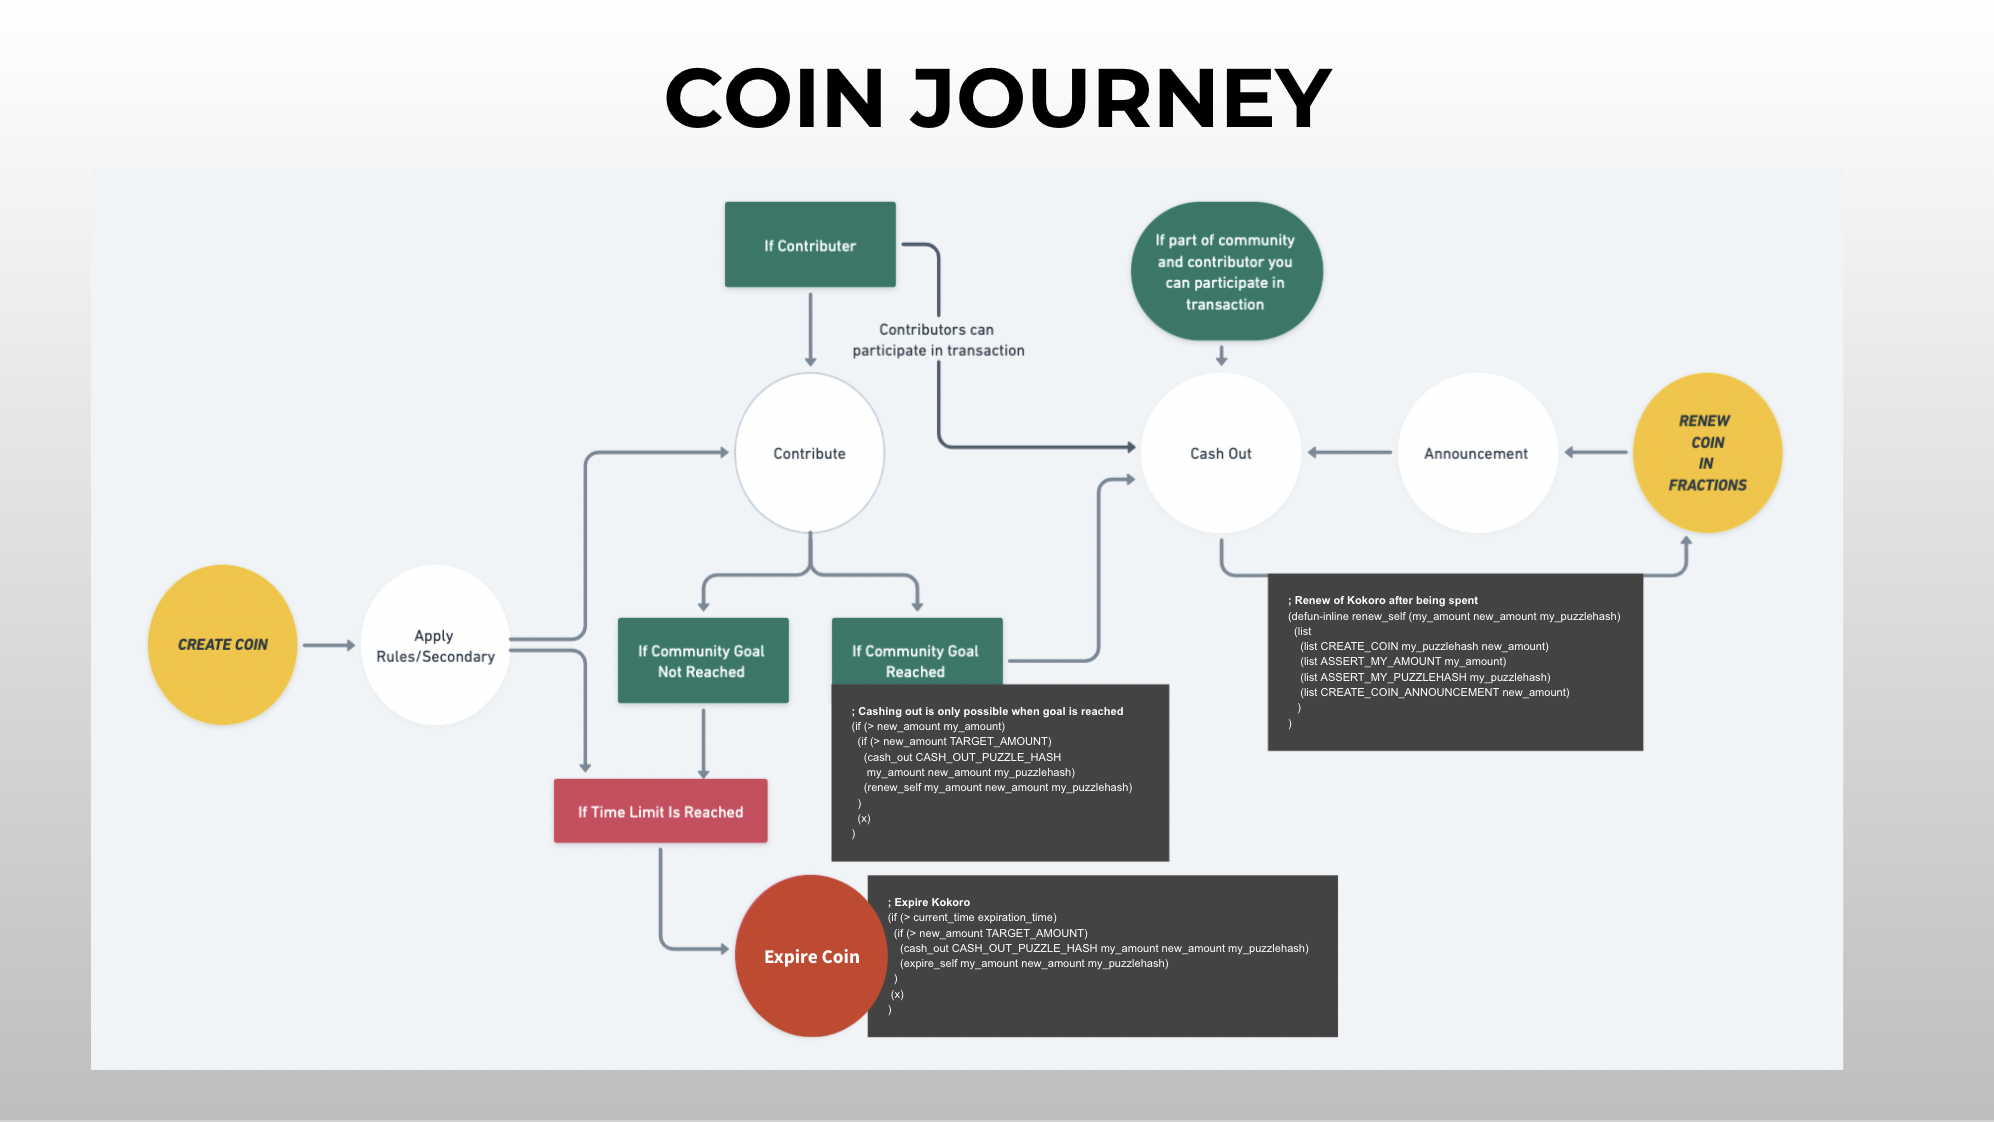 COIN JOURNEY
If Contributer
If part of community
and contributor you
can participate in
transaction
Contributors can
participate in transaction
Contribute
Cash Out
Announcement
RENEW
COIN
IN
FRACTIONS
CREATE COIN
Apply
Rules/Secondary
If Community Goal
Not Reached
If Community Goal
Reached
; Renew of Kokoro after being spent
(defun-inline renew_self (my_amount new_amount my_puzzlehash)
(list
(list CREATE_COIN my_puzzlehash new_amount)
(list ASSERT_MY_AMOUNT my_amount)
(list ASSERT_MY_PUZZLEHASH my_puzzlehash)
(list CREATE_COIN_ANNOUNCEMENT new_amount)
)
)
; Cashing out is only possible when goal is reached
(if (> new_amount my_amount)
(if (> new_amount TARGET_AMOUNT)
(cash_out CASH_OUT_PUZZLE_HASH
my_amount new_amount my_puzzlehash)
(renew_self my_amount new_amount my_puzzlehash)
)
(x)
)
If Time Limit Is Reached
Expire Coin
; Expire Kokoro
(if (> current_time expiration_time)
(if (> new_amount TARGET_AMOUNT)
(cash_out CASH_OUT_PUZZLE_HASH my_amount new_amount my_puzzlehash)
(expire_self my_amount new_amount my_puzzlehash)
)
(x)
)